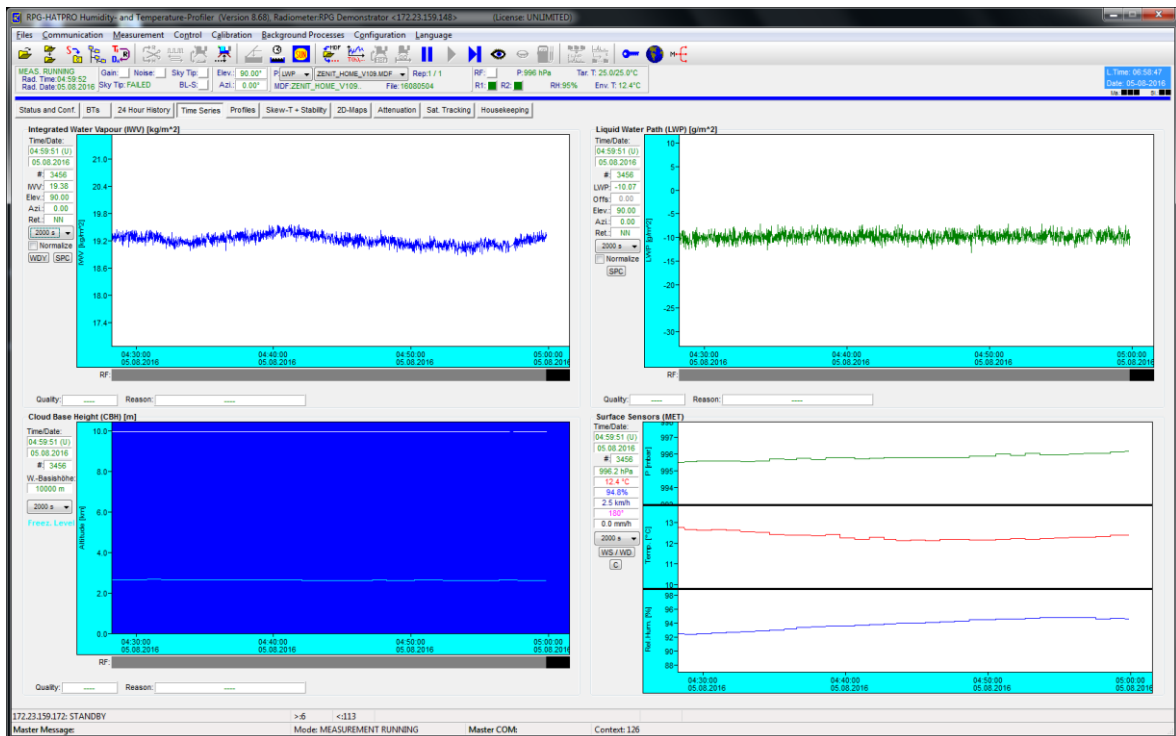 RPG-HATPRO Humidity- and Temperature-Profiler (Version 8.68), Radiometer:RPG Demonstrator <172.23.159.148> (License: UNLIMITED)
Files Communication Measurement Control Calibration Background Processes Configuration Language
MEAS. RUNNING
Rad. Time:04:59:52
Rad. Date:05.08.2016
Gain: Noise: Sky Tip:
Sky Tip: FAILED BL-S:
Elev.: 90.00°
Azi.: 0.00°
P LWP ZENIT_HOME_V109.MDF Rep:1 / 1
MDF:ZENIT_HOME_V109.. File:16080504
RF: P:996 hPa Tar. T: 25.0/25.0°C
R1: R2: RH:95% Env. T: 12.4°C
L.Time: 06:58:47
Date: 05-08-2016
Status and Conf. BTs 24 Hour History Time Series Profiles Skew-T + Stability 2D-Maps Attenuation Sat. Tracking Housekeeping
Integrated Water Vapour (IWV) [kg/m^2]
Time/Date:
04:59:51 (U)
05.08.2016
#: 3456
IWV: 19.38
Elev.: 90.00
Azi.: 0.00
Ret.: NN
2000 s
Normalize
WDY SPC
IWV [kg/m^2]
21.0
20.4
19.8
19.2
18.6
18.0
17.4
04:30:00 04:40:00 04:50:00 05:00:00
05.08.2016 05.08.2016 05.08.2016 05.08.2016
RF:
Quality: ---- Reason: ----
Liquid Water Path (LWP) [g/m^2]
Time/Date:
04:59:51 (U)
05.08.2016
#: 3456
LWP: -10.07
Offs: 0.00
Elev.: 90.00
Azi.: 0.00
Ret.: NN
2000 s
Normalize
SPC
LWP [g/m^2]
10
5
0
-5
-10
-15
-20
-25
-30
04:30:00 04:40:00 04:50:00 05:00:00
05.08.2016 05.08.2016 05.08.2016 05.08.2016
RF:
Quality: ---- Reason: ----
Cloud Base Height (CBH) [m]
Time/Date:
04:59:51 (U)
05.08.2016
#: 3456
W.-Basishöhe:
10000 m
2000 s
Frees. Level
Altitude [km]
10.0
8.0
6.0
4.0
2.0
0.0
04:30:00 04:40:00 04:50:00 05:00:00
05.08.2016 05.08.2016 05.08.2016 05.08.2016
RF:
Quality: ---- Reason: ----
Surface Sensors (MET)
Time/Date:
04:59:51 (U)
05.08.2016
#: 3456
996.2 hPa
12.4 °C
94.8%
2.5 km/h
180°
0.0 mm/h
2000 s
WS / WD
C
P [mbar]
997
996
995
994
Temp. [°C]
13
12
11
10
Rel.Hum. [%]
98
96
94
92
90
88
04:30:00 04:40:00 04:50:00 05:00:00
05.08.2016 05.08.2016 05.08.2016 05.08.2016
172.23.159.172: STANDBY >:6 <:113
Master Message: Mode: MEASUREMENT RUNNING Master COM: Context: 126